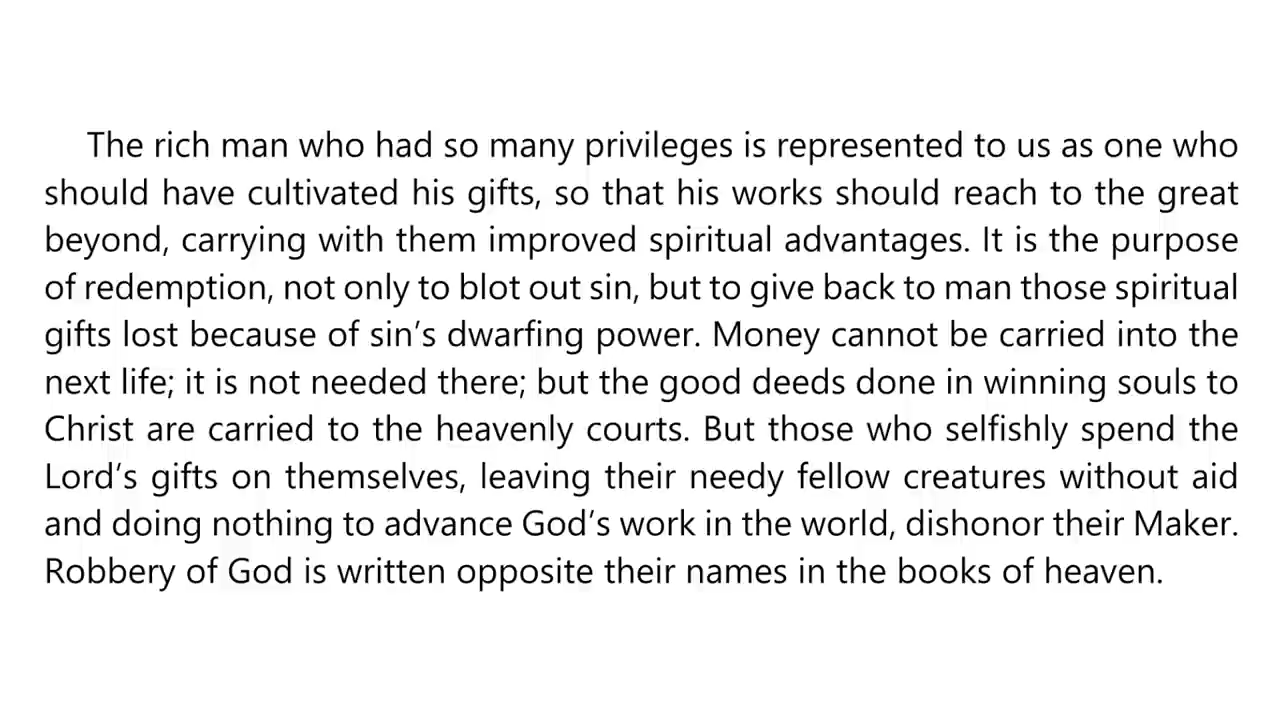 The rich man who had so many privileges is represented to us as one who
should have cultivated his gifts, so that his works should reach to the great
beyond, carrying with them improved spiritual advantages. It is the purpose
of redemption, not only to blot out sin, but to give back to man those spiritual
gifts lost because of sin’s dwarfing power. Money cannot be carried into the
next life; it is not needed there; but the good deeds done in winning souls to
Christ are carried to the heavenly courts. But those who selfishly spend the
Lord’s gifts on themselves, leaving their needy fellow creatures without aid
and doing nothing to advance God’s work in the world, dishonor their Maker.
Robbery of God is written opposite their names in the books of heaven.